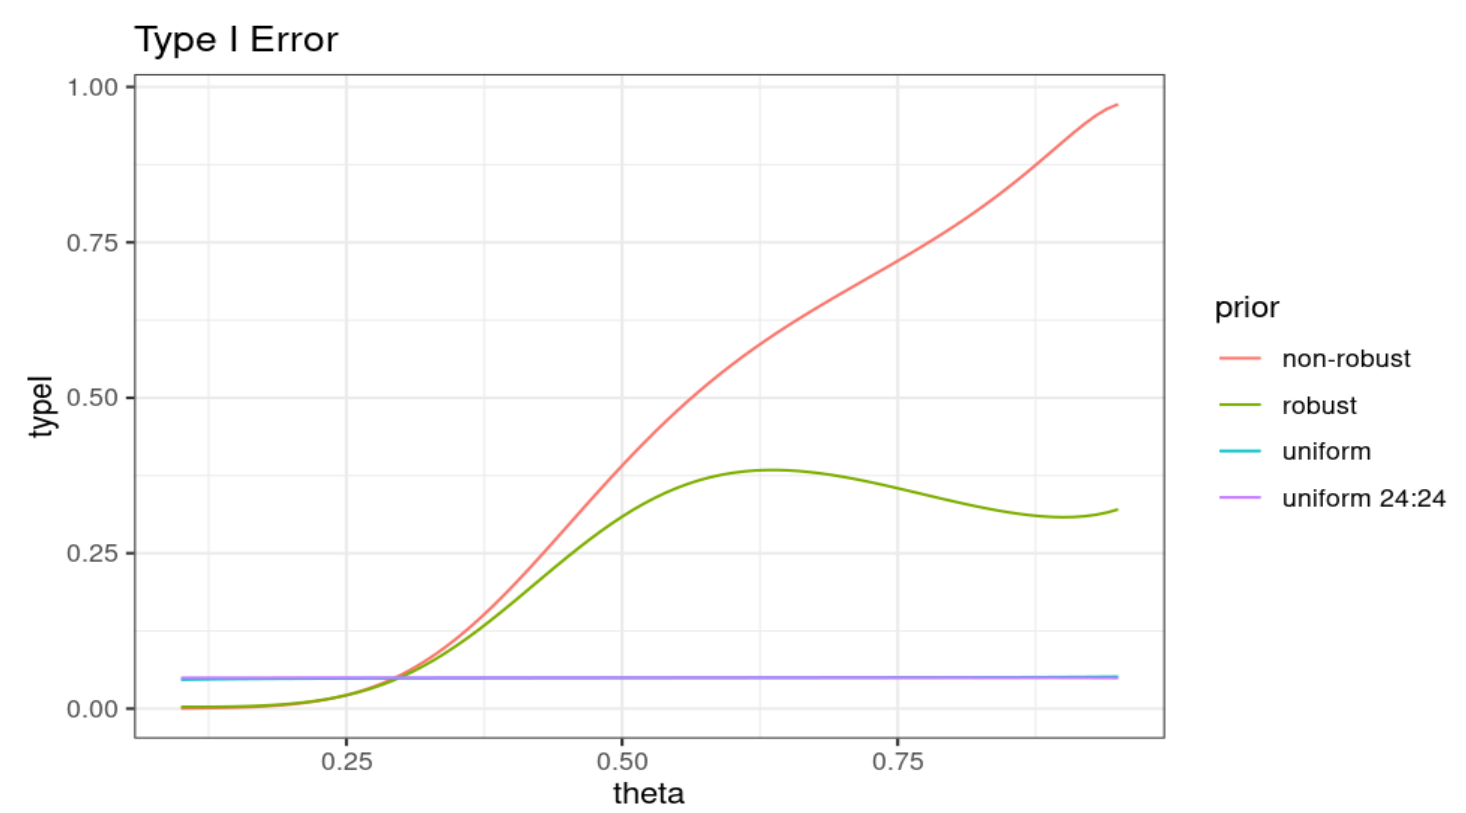 Type I Error
1.00
0.75
0.50
0.25
0.00
typeI
0.25 0.50 0.75
theta
prior
non-robust
robust
uniform
uniform 24:24